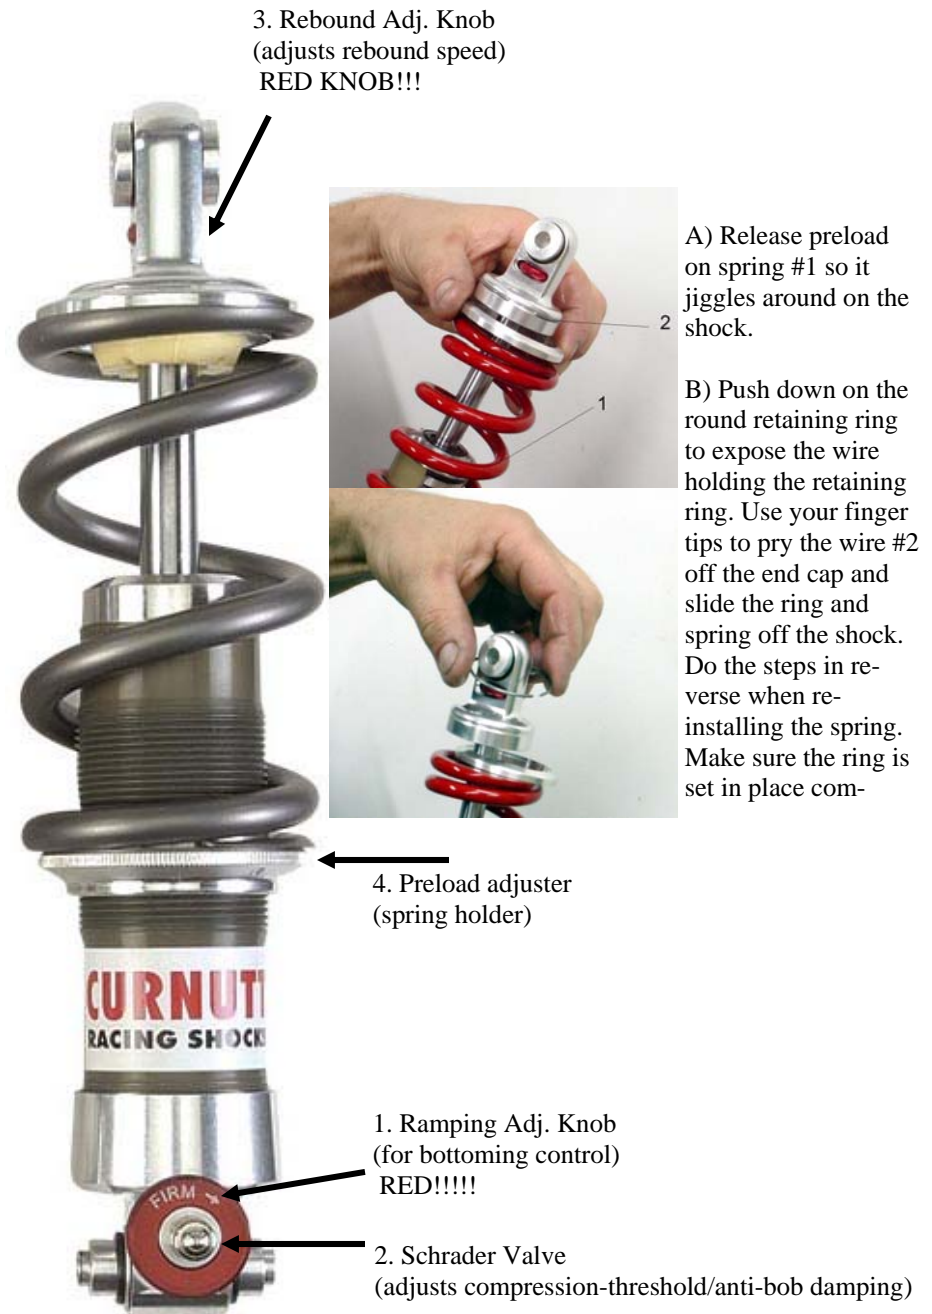 3. Rebound Adj. Knob
(adjusts rebound speed)
RED KNOB!!!
A) Release preload
on spring #1 so it
jiggles around on the
shock.
B) Push down on the
round retaining ring
to expose the wire
holding the retaining
ring. Use your finger
tips to pry the wire #2
off the end cap and
slide the ring and
spring off the shock.
Do the steps in re-
verse when re-
installing the spring.
Make sure the ring is
set in place com-
2
1
4. Preload adjuster
(spring holder)
CURNUTT
RACING SHOCKS
1. Ramping Adj. Knob
(for bottoming control)
RED!!!!!
FIRM
2. Schrader Valve
(adjusts compression-threshold/anti-bob damping)